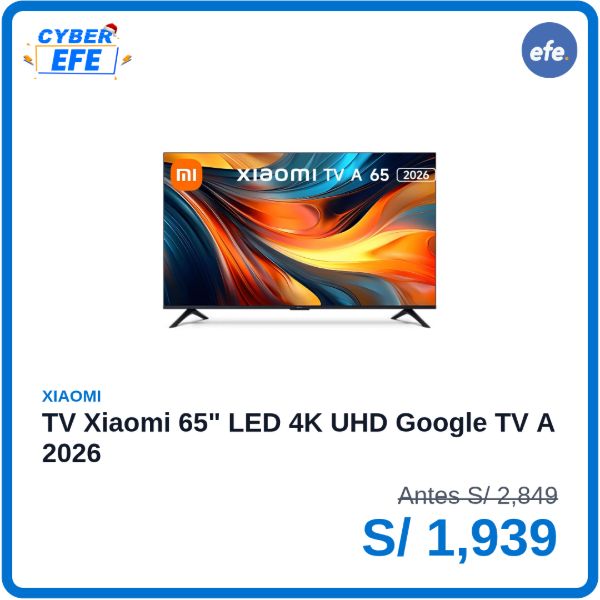 CYBER
EFE
efe.
mi
xiaomi TV A 65 2026
XIAOMI
TV Xiaomi 65" LED 4K UHD Google TV A
2026
Antes S/ 2,849
S/ 1,939